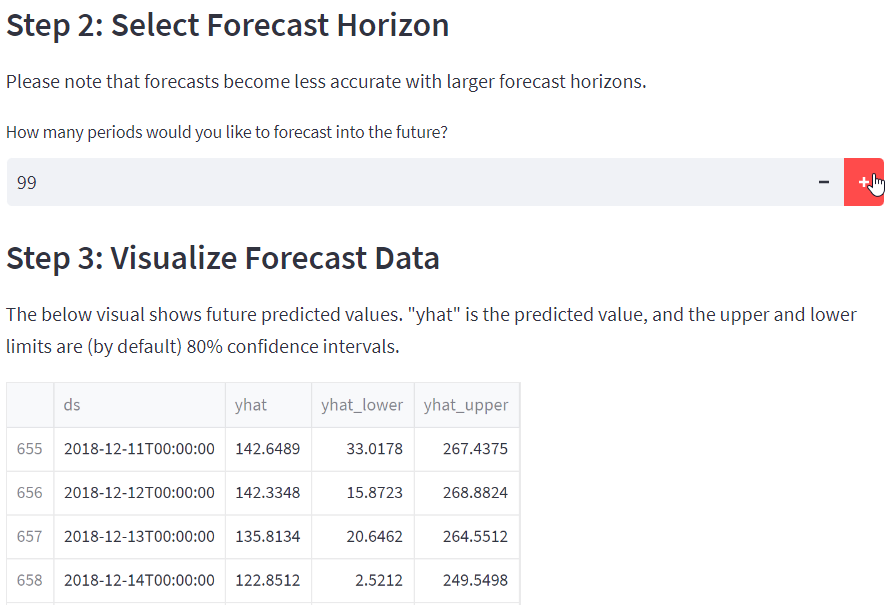 Step 2: Select Forecast Horizon
Please note that forecasts become less accurate with larger forecast horizons.
How many periods would you like to forecast into the future?
99 − +
Step 3: Visualize Forecast Data
The below visual shows future predicted values. "yhat" is the predicted value, and the upper and lower
limits are (by default) 80% confidence intervals.
ds yhat yhat_lower yhat_upper
655 2018-12-11T00:00:00 142.6489 33.0178 267.4375
656 2018-12-12T00:00:00 142.3348 15.8723 268.8824
657 2018-12-13T00:00:00 135.8134 20.6462 264.5512
658 2018-12-14T00:00:00 122.8512 2.5212 249.5498